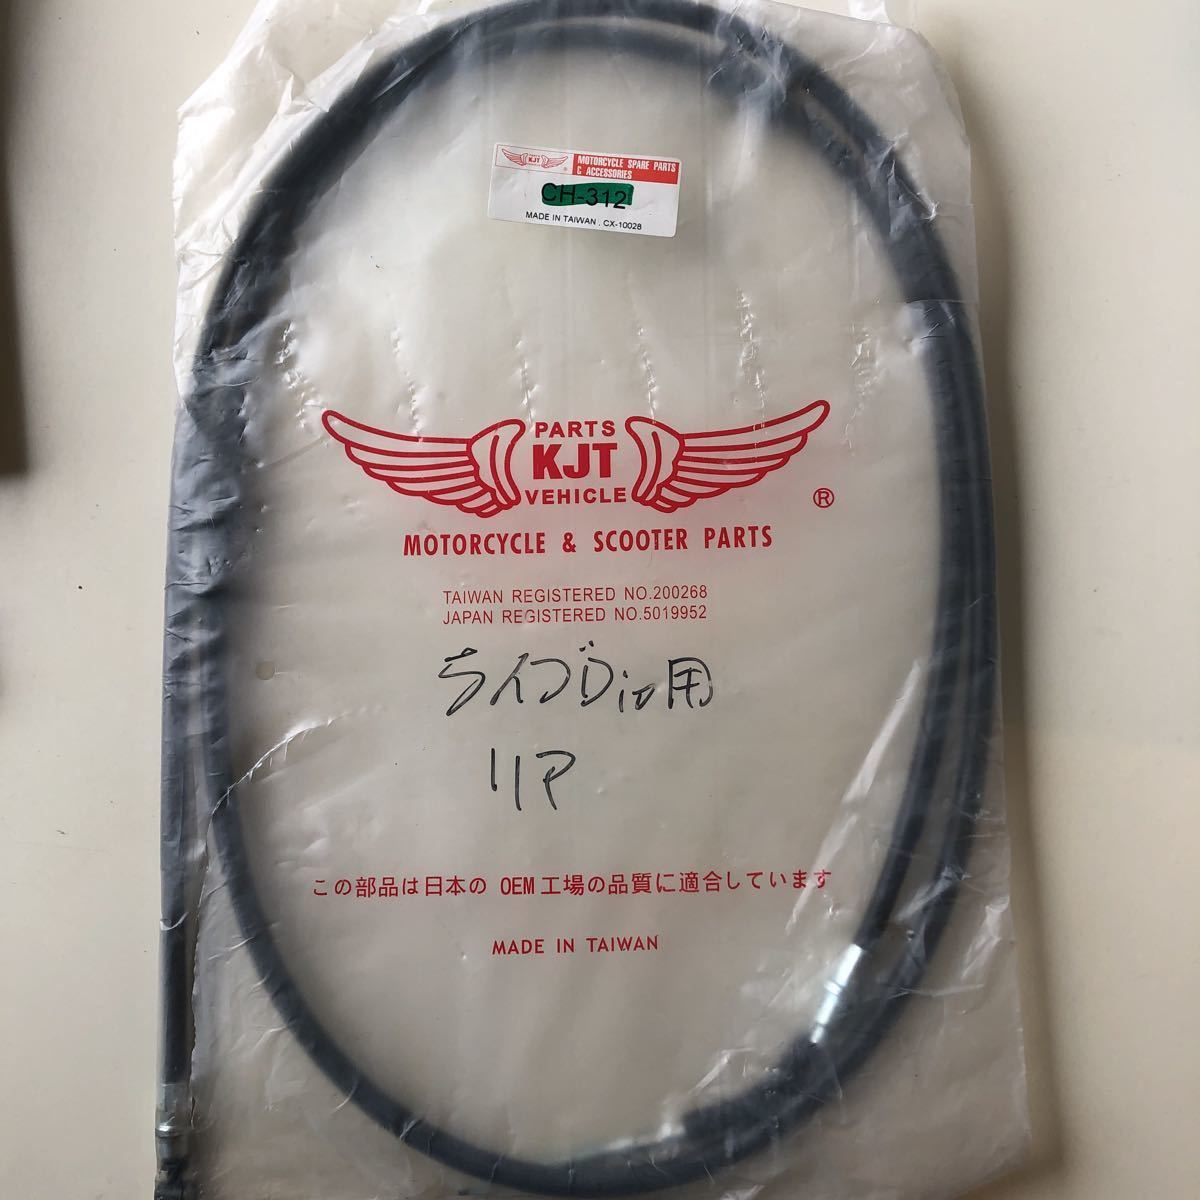 KJT
®
MOTORCYCLE SPARE PARTS
& ACCESSORIES
CH-312
MADE IN TAIWAN . CX-10028
PARTS
KJT
VEHICLE
®
MOTORCYCLE & SCOOTER PARTS
TAIWAN REGISTERED NO.200268
JAPAN REGISTERED NO.5019952
ライブDio用
リア
この部品は日本の OEM 工場の品質に適合しています
MADE IN TAIWAN